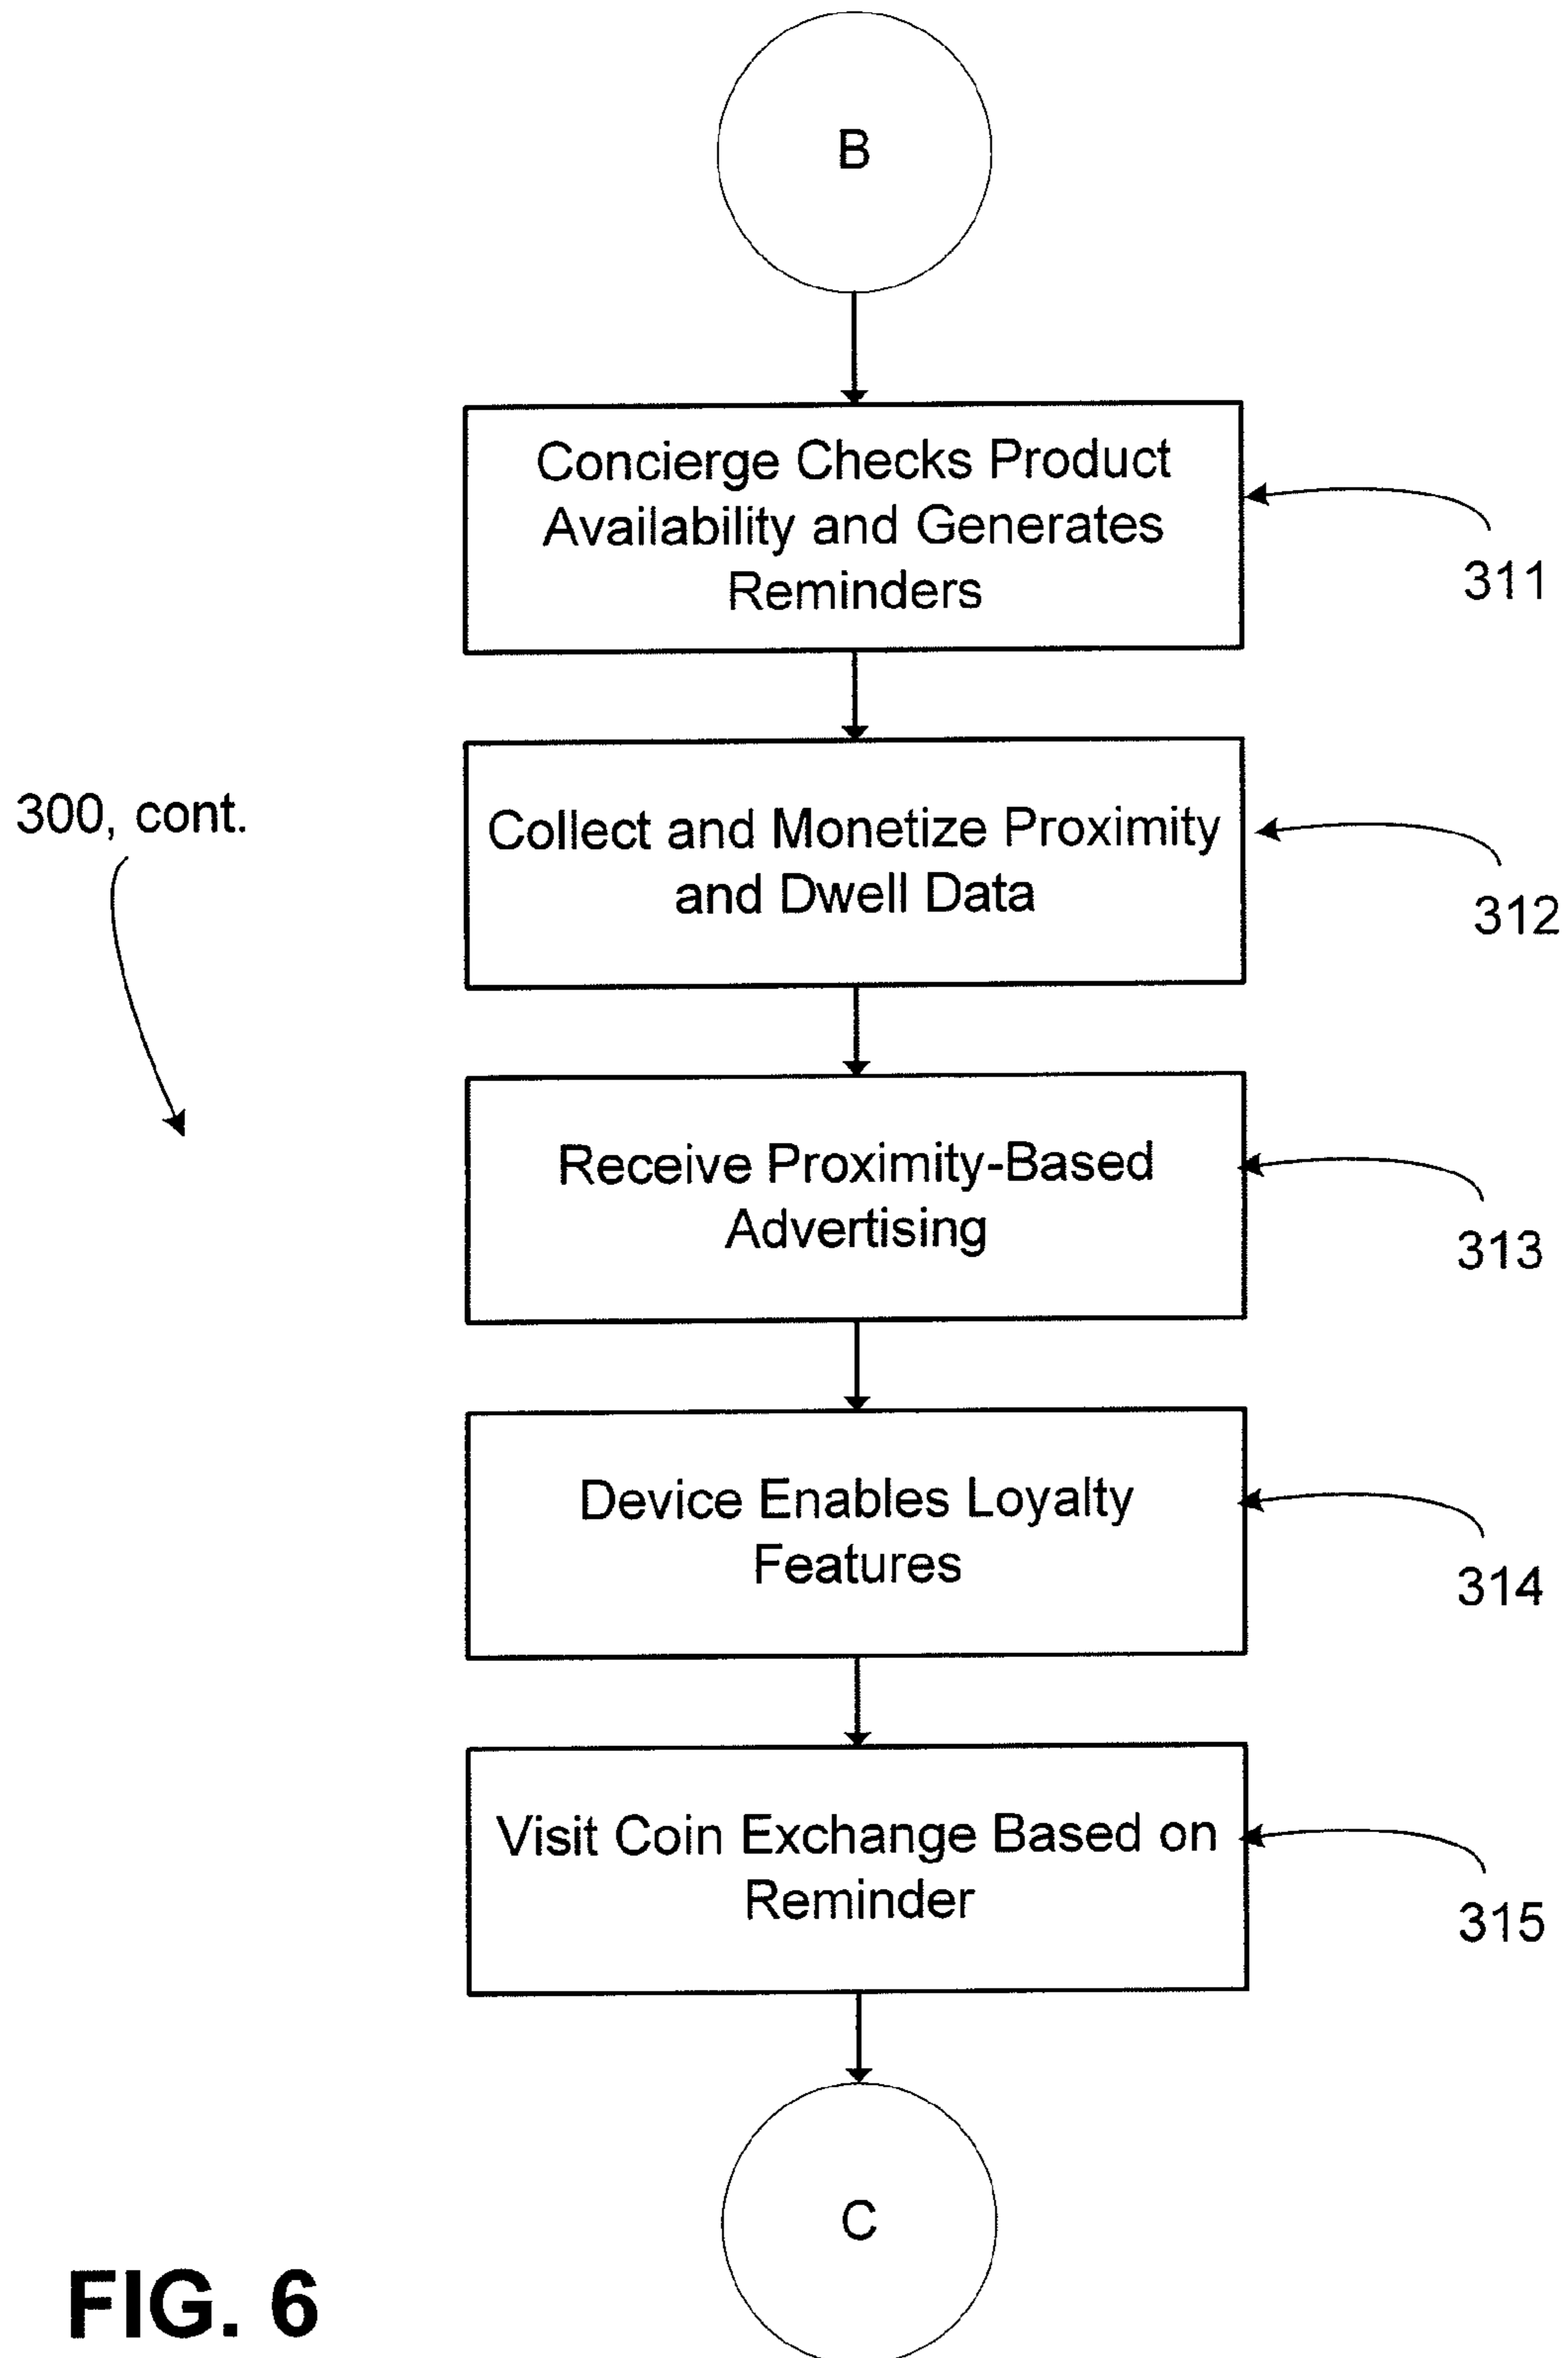 B
Concierge Checks Product
Availability and Generates
Reminders
311
300, cont.
Collect and Monetize Proximity
and Dwell Data
312
Receive Proximity-Based
Advertising
313
Device Enables Loyalty
Features
314
Visit Coin Exchange Based on
Reminder
315
C
FIG. 6